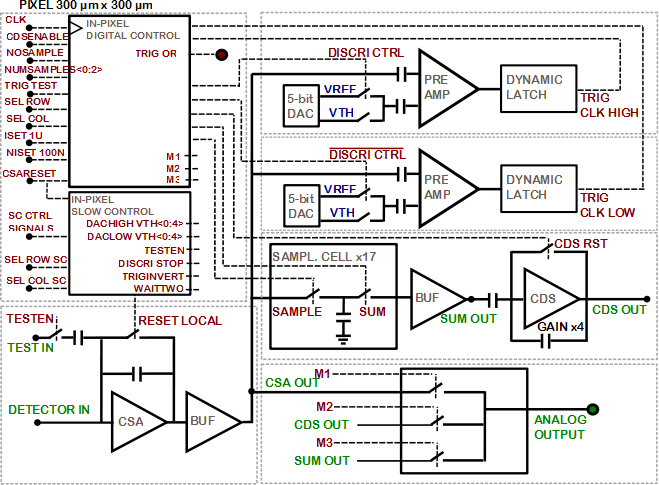 PIXEL 300 µm x 300 µm
CLK
CDSENABLE
NOSAMPLE
NUMSAMPLES<0:2>
TRIG TEST
SEL ROW
SEL COL
ISET 1U
NISET 100N
CSARESET
IN-PIXEL
DIGITAL CONTROL
TRIG OR
M1
M2
M3
IN-PIXEL
SLOW CONTROL
SC CTRL
SIGNALS
SEL ROW SC
SEL COL SC
DACHIGH VTH<0:4>
DACLOW VTH<0:4>
TESTEN
DISCRI STOP
TRIGINVERT
WAITTWO
DISCRI CTRL
5-bit
DAC
VRFF
VTH
PRE
AMP
DYNAMIC
LATCH
TRIG
CLK HIGH
DISCRI CTRL
5-bit
DAC
VRFF
VTH
PRE
AMP
DYNAMIC
LATCH
TRIG
CLK LOW
SAMPL. CELL x17
SAMPLE
SUM
BUF
SUM OUT
CDS RST
CDS
GAIN x4
CDS OUT
TESTEN
TEST IN
RESET LOCAL
DETECTOR IN
CSA
BUF
CSA OUT
M1
M2
CDS OUT
M3
SUM OUT
ANALOG
OUTPUT